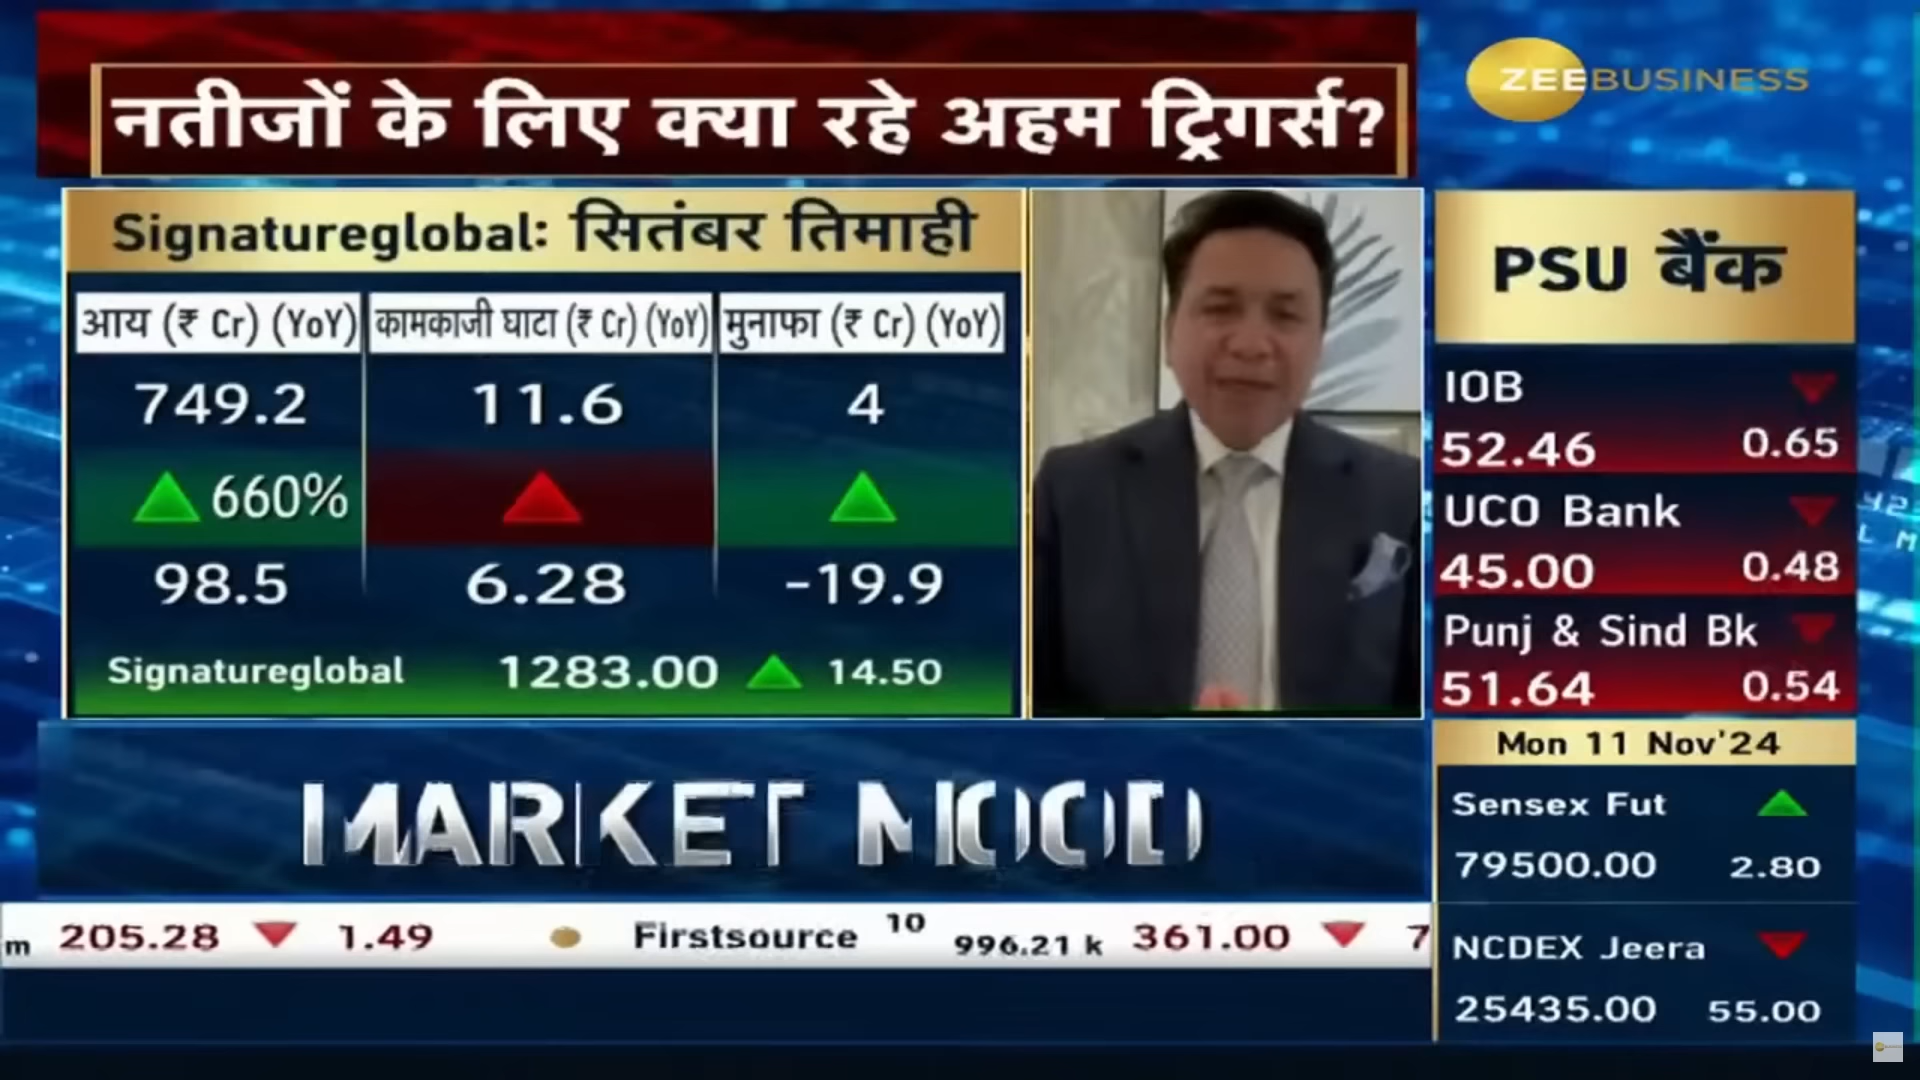 नतीजों के लिए क्या रहे अहम ट्रिगर्स?
ZEEBUSINESS
Signatureglobal: सितंबर तिमाही
आय (₹ Cr) (YoY) कामकाजी घाटा (₹ Cr) (YoY) मुनाफा (₹ Cr) (YoY)
749.2 11.6 4
660%
98.5 6.28 -19.9
Signatureglobal 1283.00 14.50
PSU बैंक
IOB
52.46 0.65
UCO Bank
45.00 0.48
Punj & Sind Bk
51.64 0.54
Mon 11 Nov'24
Sensex Fut
79500.00 2.80
NCDEX Jeera
25435.00 55.00
MARKET MOOD
m 205.28 1.49 Firstsource 10 996.21 k 361.00 7